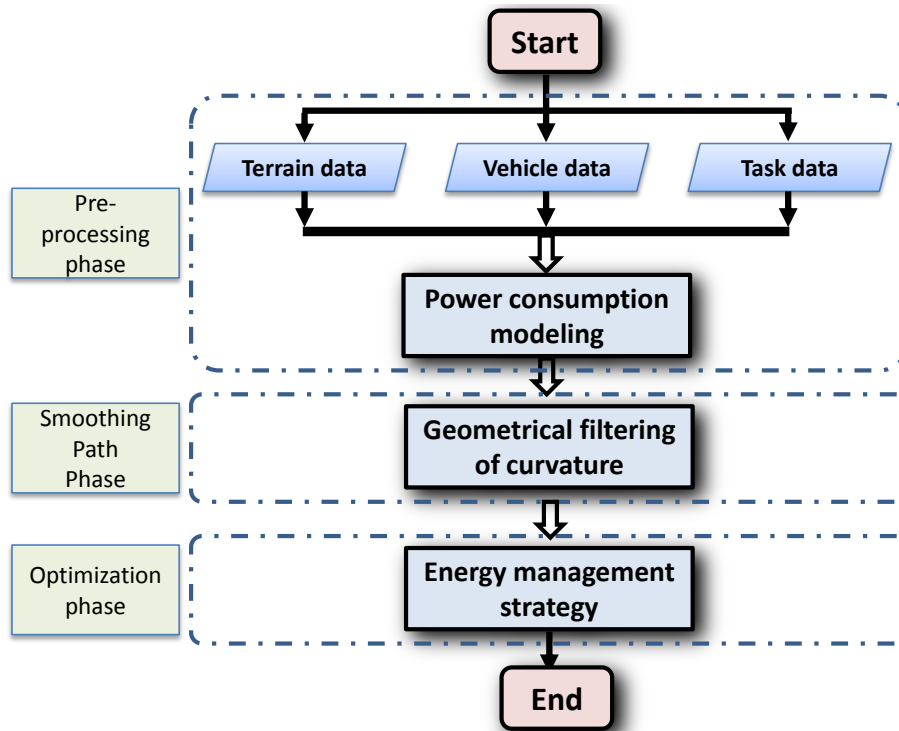 Start
Terrain data
Vehicle data
Task data
Pre-
processing
phase
Power consumption
modeling
Smoothing
Path
Phase
Geometrical filtering
of curvature
Optimization
phase
Energy management
strategy
End